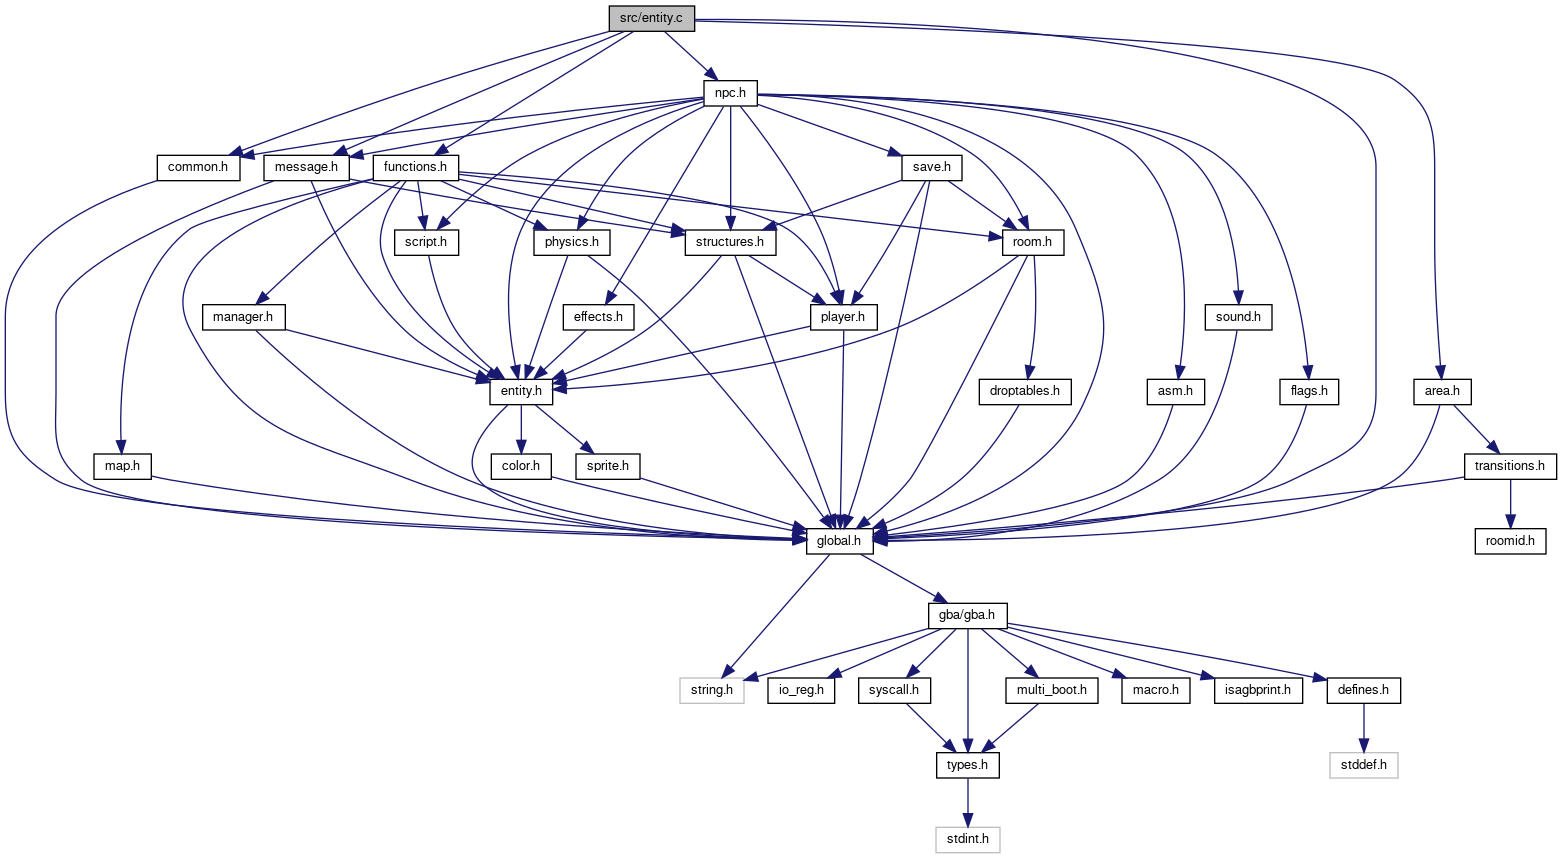 src/entity.c
npc.h
common.h
message.h
functions.h
save.h
script.h
physics.h
structures.h
room.h
manager.h
effects.h
player.h
sound.h
entity.h
droptables.h
asm.h
flags.h
area.h
map.h
color.h
sprite.h
transitions.h
global.h
roomid.h
gba/gba.h
string.h
io_reg.h
syscall.h
multi_boot.h
macro.h
isagbprint.h
defines.h
types.h
stddef.h
stdint.h